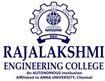 RAJALAKSHMI
ENGINEERING COLLEGE
An AUTONOMOUS Institution
Affiliated to ANNA UNIVERSITY, Chennai